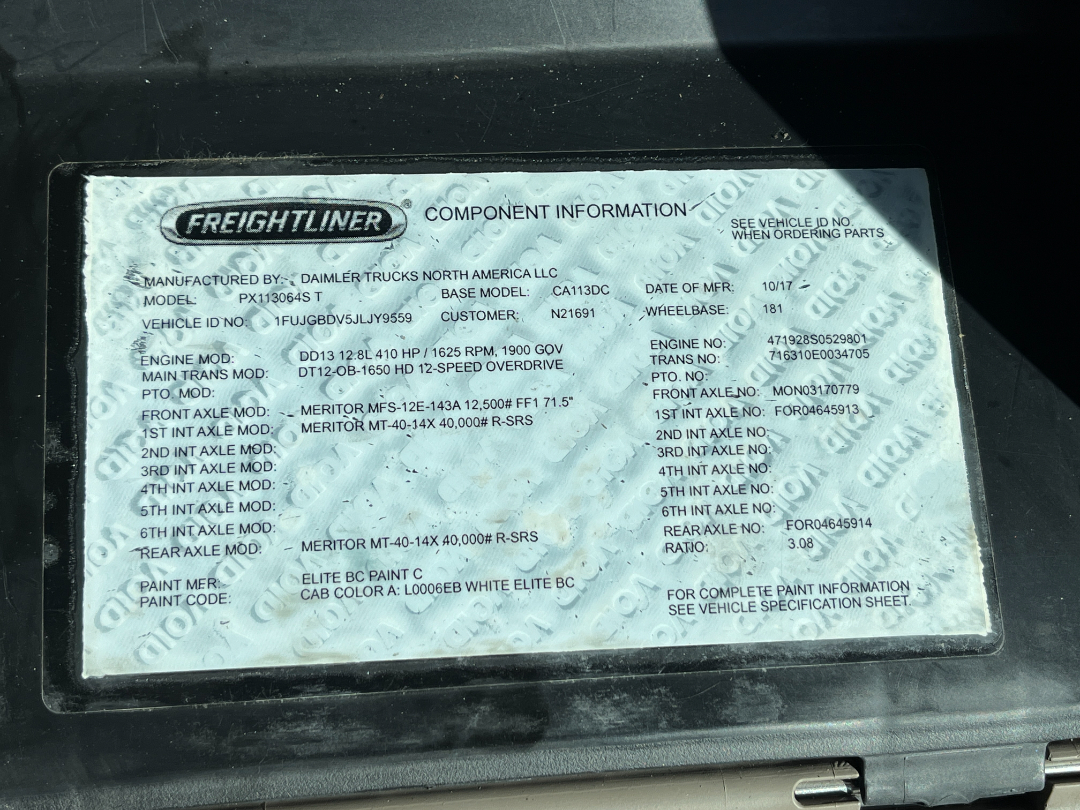 FREIGHTLINER® COMPONENT INFORMATION
SEE VEHICLE ID NO.
WHEN ORDERING PARTS
MANUFACTURED BY: DAIMLER TRUCKS NORTH AMERICA LLC
MODEL: PX113064S T BASE MODEL: CA113DC DATE OF MFR: 10/17
VEHICLE ID NO: 1FUJGBDV5JLJY9559 CUSTOMER: N21691 WHEELBASE: 181
ENGINE MOD: DD13 12.8L 410 HP / 1625 RPM, 1900 GOV ENGINE NO: 471928S0529801
MAIN TRANS MOD: DT12-OB-1650 HD 12-SPEED OVERDRIVE TRANS NO: 716310E0034705
PTO. MOD: PTO. NO:
FRONT AXLE MOD: MERITOR MFS-12E-143A 12,500# FF1 71.5" FRONT AXLE NO: MON03170779
1ST INT AXLE MOD: MERITOR MT-40-14X 40,000# R-SRS 1ST INT AXLE NO: FOR04645913
2ND INT AXLE MOD: 2ND INT AXLE NO:
3RD INT AXLE MOD: 3RD INT AXLE NO:
4TH INT AXLE MOD: 4TH INT AXLE NO:
5TH INT AXLE MOD: 5TH INT AXLE NO:
6TH INT AXLE MOD: 6TH INT AXLE NO:
REAR AXLE MOD: MERITOR MT-40-14X 40,000# R-SRS REAR AXLE NO: FOR04645914
RATIO: 3.08
PAINT MFR: ELITE BC PAINT C
PAINT CODE: CAB COLOR A: L0006EB WHITE ELITE BC
FOR COMPLETE PAINT INFORMATION
SEE VEHICLE SPECIFICATION SHEET.